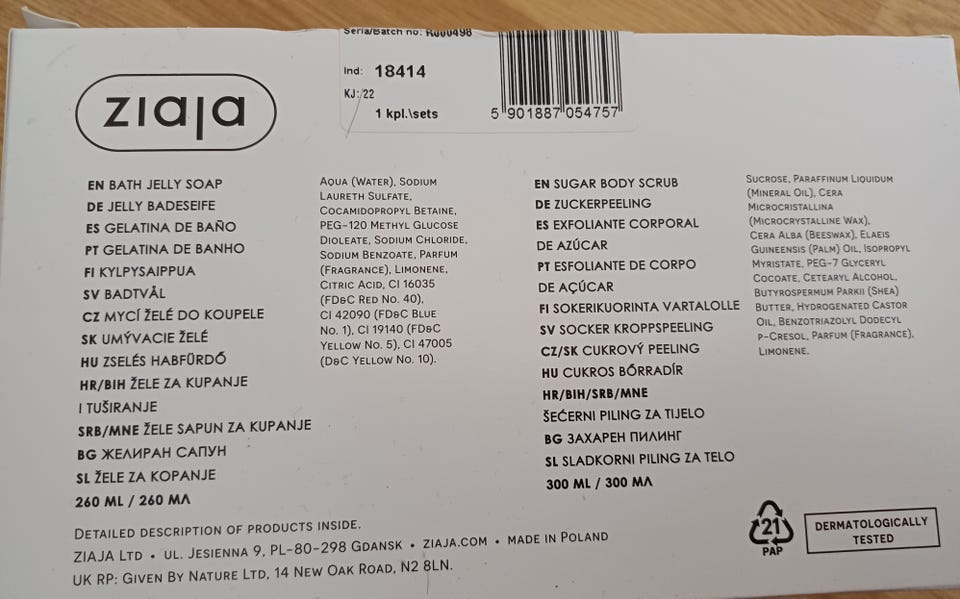 Seria/Batch no: R000498
Ind: 18414
KJ: 22
1 kpl.\sets
5 901887 054757
ziaja
EN BATH JELLY SOAP
DE JELLY BADESEIFE
ES GELATINA DE BAÑO
PT GELATINA DE BANHO
FI KYLPYSAIPPUA
SV BADTVÅL
CZ MYCÍ ŽELÉ DO KOUPELE
SK UMÝVACIE ŽELÉ
HU ZSELÉS HABFÜRDŐ
HR/BIH ŽELE ZA KUPANJE
I TUŠIRANJE
SRB/MNE ŽELE SAPUN ZA KUPANJE
BG ЖЕЛИРАН САПУН
SL ŽELE ZA KOPANJE
260 ML / 260 МЛ
AQUA (WATER), SODIUM
LAURETH SULFATE,
COCAMIDOPROPYL BETAINE,
PEG-120 METHYL GLUCOSE
DIOLEATE, SODIUM CHLORIDE,
SODIUM BENZOATE, PARFUM
(FRAGRANCE), LIMONENE,
CITRIC ACID, CI 16035
(FD&C RED NO. 40),
CI 42090 (FD&C BLUE
NO. 1), CI 19140 (FD&C
YELLOW NO. 5), CI 47005
(D&C YELLOW NO. 10).
EN SUGAR BODY SCRUB
DE ZUCKERPEELING
ES EXFOLIANTE CORPORAL
DE AZÚCAR
PT ESFOLIANTE DE CORPO
DE AÇÚCAR
FI SOKERIKUORINTA VARTALOLLE
SV SOCKER KROPPSPEELING
CZ/SK CUKROVÝ PEELING
HU CUKROS BŐRRADÍR
HR/BIH/SRB/MNE
ŠEĆERNI PILING ZA TIJELO
BG ЗАХАРЕН ПИЛИНГ
SL SLADKORNI PILING ZA TELO
300 ML / 300 МЛ
SUCROSE, PARAFFINUM LIQUIDUM
(MINERAL OIL), CERA
MICROCRISTALLINA
(MICROCRYSTALLINE WAX),
CERA ALBA (BEESWAX), ELAEIS
GUINEENSIS (PALM) OIL, ISOPROPYL
MYRISTATE, PEG-7 GLYCERYL
COCOATE, CETEARYL ALCOHOL,
BUTYROSPERMUM PARKII (SHEA)
BUTTER, HYDROGENATED CASTOR
OIL, BENZOTRIAZOLYL DODECYL
P-CRESOL, PARFUM (FRAGRANCE),
LIMONENE.
DETAILED DESCRIPTION OF PRODUCTS INSIDE.
ZIAJA LTD • UL. JESIENNA 9, PL-80-298 GDANSK • ZIAJA.COM • MADE IN POLAND
UK RP: GIVEN BY NATURE LTD, 14 NEW OAK ROAD, N2 8LN.
21
PAP
DERMATOLOGICALLY
TESTED